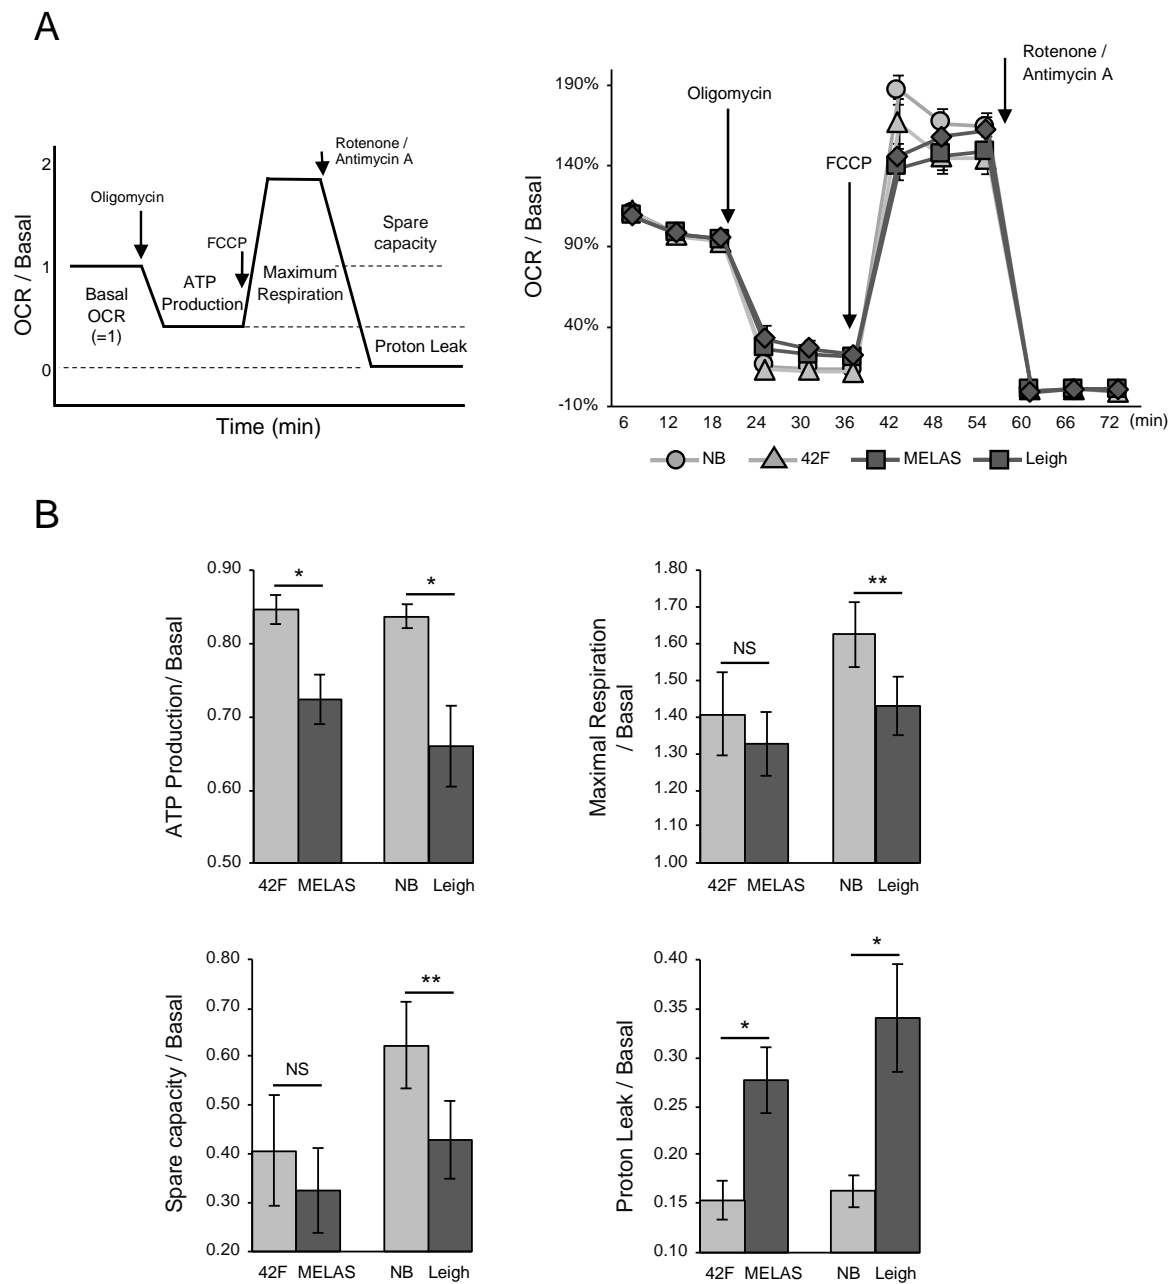 A
OCR / Basal
2
1
0
Oligomycin
FCCP
Rotenone /
Antimycin A
Basal
OCR
(=1)
ATP
Production
Maximum
Respiration
Spare
capacity
Proton Leak
Time (min)
OCR / Basal
190%
140%
90%
40%
-10%
Oligomycin
FCCP
Rotenone /
Antimycin A
6 12 18 24 30 36 42 48 54 60 66 72 (min)
NB 42F MELAS Leigh
B
ATP Production/ Basal
0.90
0.80
0.70
0.60
0.50
* *
42F MELAS NB Leigh
Maximal Respiration
/ Basal
1.80
1.70
1.60
1.50
1.40
1.30
1.20
1.10
1.00
NS **
42F MELAS NB Leigh
Spare capacity / Basal
0.80
0.70
0.60
0.50
0.40
0.30
0.20
NS **
42F MELAS NB Leigh
Proton Leak / Basal
0.40
0.35
0.30
0.25
0.20
0.15
0.10
* *
42F MELAS NB Leigh